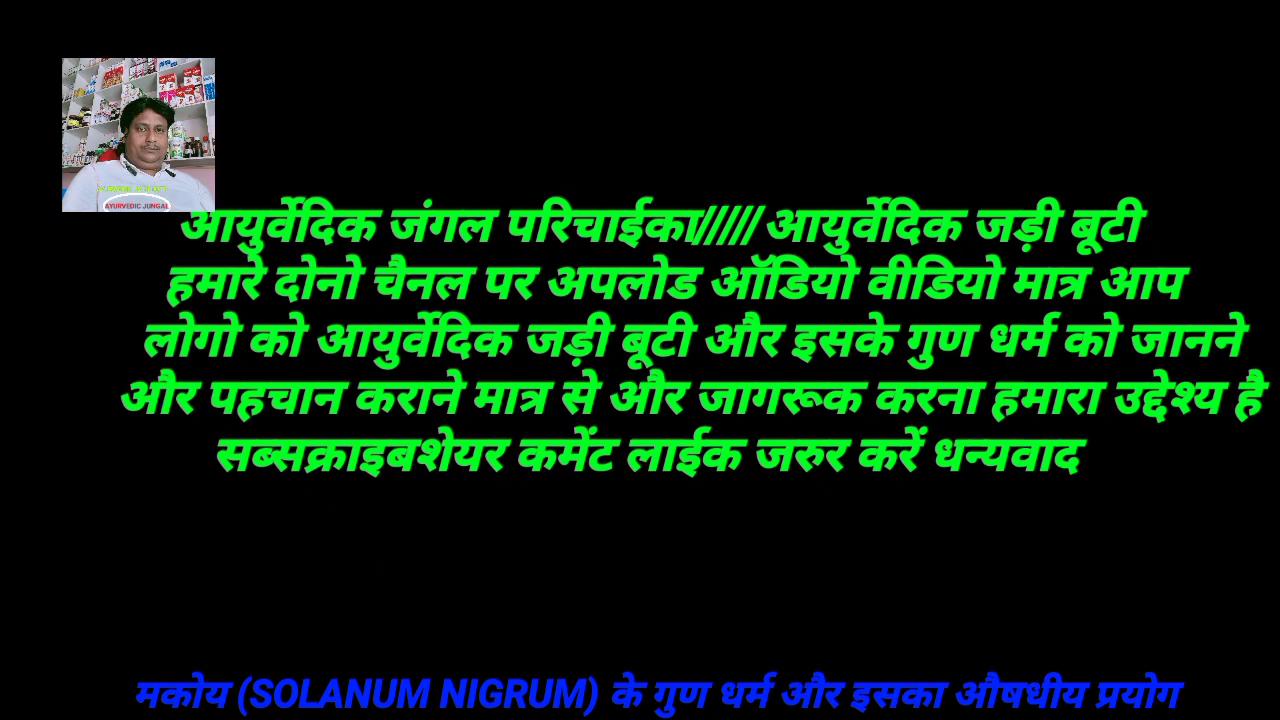 AYURVEDIC JUNGAL
आयुर्वेदिक जंगल परिचाईका///// आयुर्वेदिक जड़ी बूटी
हमारे दोनो चैनल पर अपलोड ऑडियो वीडियो मात्र आप
लोगो को आयुर्वेदिक जड़ी बूटी और इसके गुण धर्म को जानने
और पहचान कराने मात्र से और जागरूक करना हमारा उद्देश्य है
सब्सक्राइबशेयर कमेंट लाईक जरुर करें धन्यवाद
मकोय (SOLANUM NIGRUM) के गुण धर्म और इसका औषधीय प्रयोग